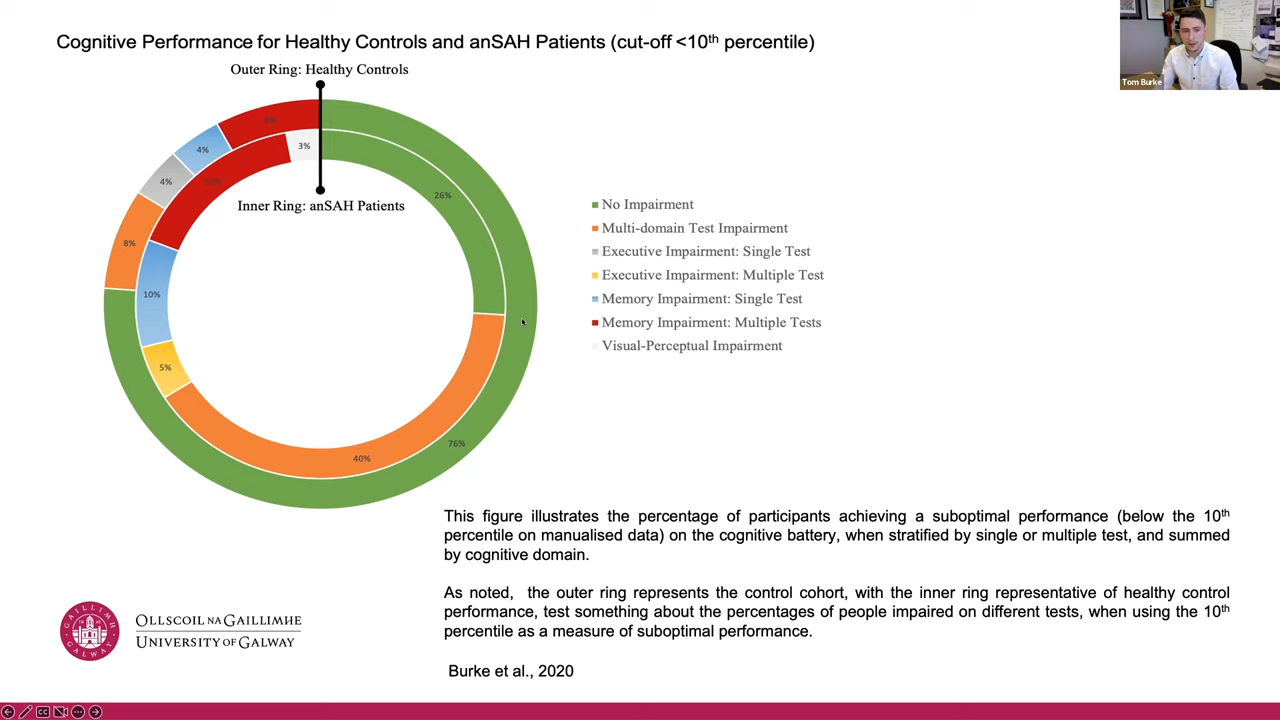 Cognitive Performance for Healthy Controls and anSAH Patients (cut-off <10th percentile)
Tom Burke
Outer Ring: Healthy Controls
4%
4%
3%
8%
26%
Inner Ring: anSAH Patients
10%
5%
76%
40%
No Impairment
Multi-domain Test Impairment
Executive Impairment: Single Test
Executive Impairment: Multiple Test
Memory Impairment: Single Test
Memory Impairment: Multiple Tests
Visual-Perceptual Impairment
This figure illustrates the percentage of participants achieving a suboptimal performance (below the 10th
percentile on manualised data) on the cognitive battery, when stratified by single or multiple test, and summed
by cognitive domain.
As noted, the outer ring represents the control cohort, with the inner ring representative of healthy control
performance, test something about the percentages of people impaired on different tests, when using the 10th
percentile as a measure of suboptimal performance.
Burke et al., 2020
GAILLIMH
GALWAY
OLLSCOIL NA GAILLIMHE
UNIVERSITY OF GALWAY
CC